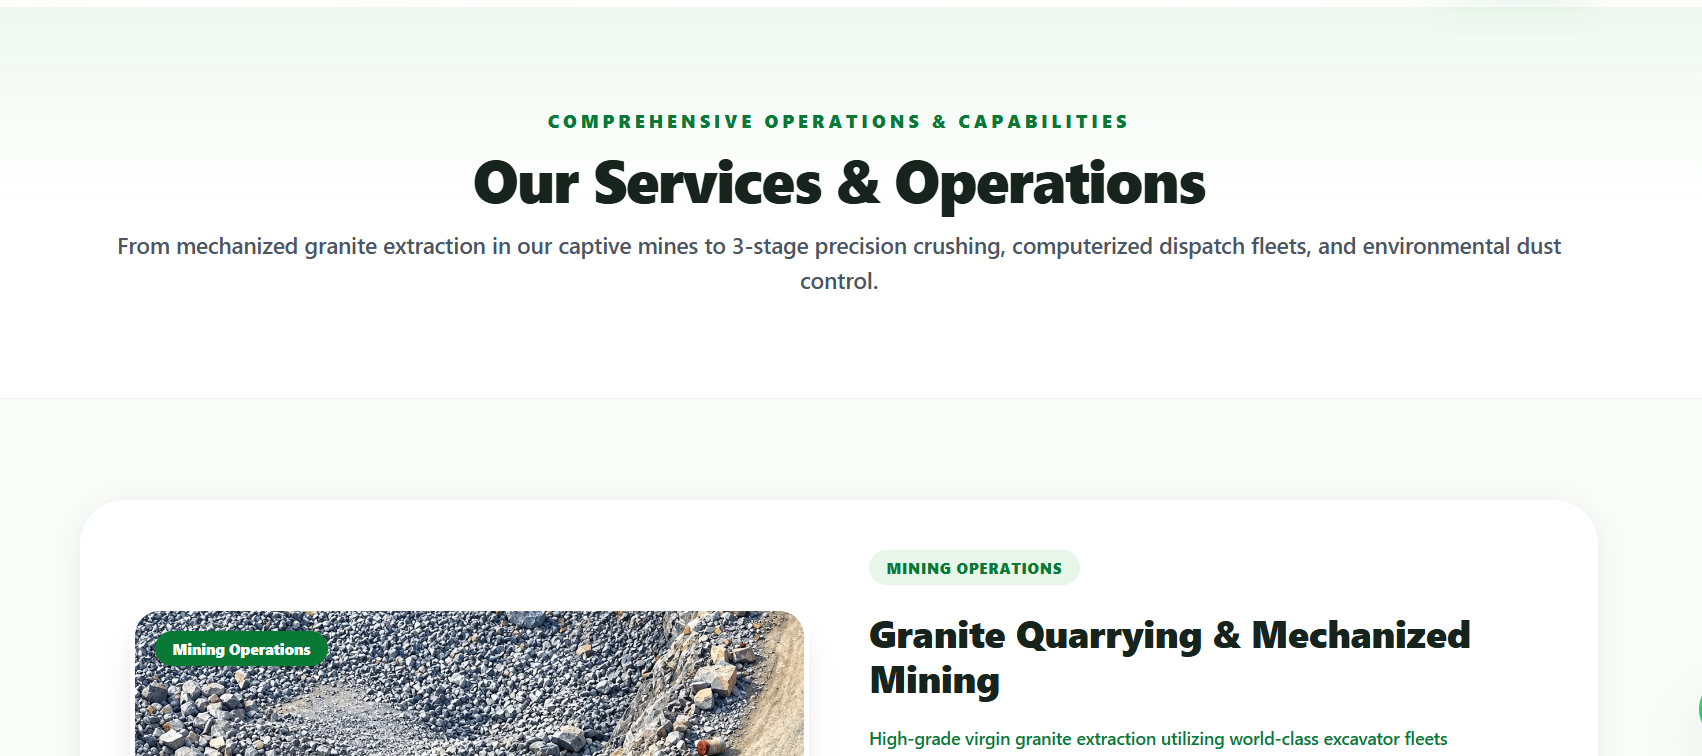 COMPREHENSIVE OPERATIONS & CAPABILITIES
Our Services & Operations
From mechanized granite extraction in our captive mines to 3-stage precision crushing, computerized dispatch fleets, and environmental dust
control.
MINING OPERATIONS
Mining Operations
Granite Quarrying & Mechanized
Mining
High-grade virgin granite extraction utilizing world-class excavator fleets